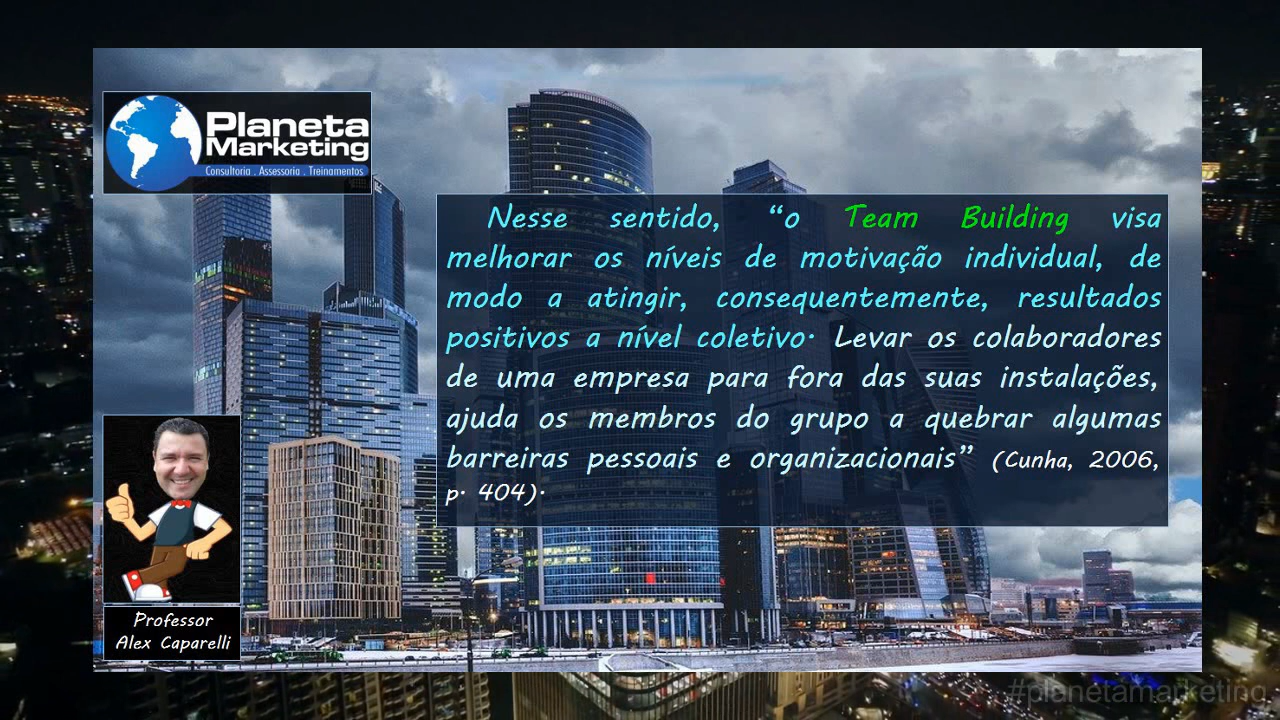 Planeta
Marketing
Consultoria . Assessoria . Treinamentos
Nesse sentido, “o Team Building visa
melhorar os níveis de motivação individual, de
modo a atingir, consequentemente, resultados
positivos a nível coletivo. Levar os colaboradores
de uma empresa para fora das suas instalações,
ajuda os membros do grupo a quebrar algumas
barreiras pessoais e organizacionais” (Cunha, 2006,
p. 404).
Professor
Alex Caparelli
#planetamarketing